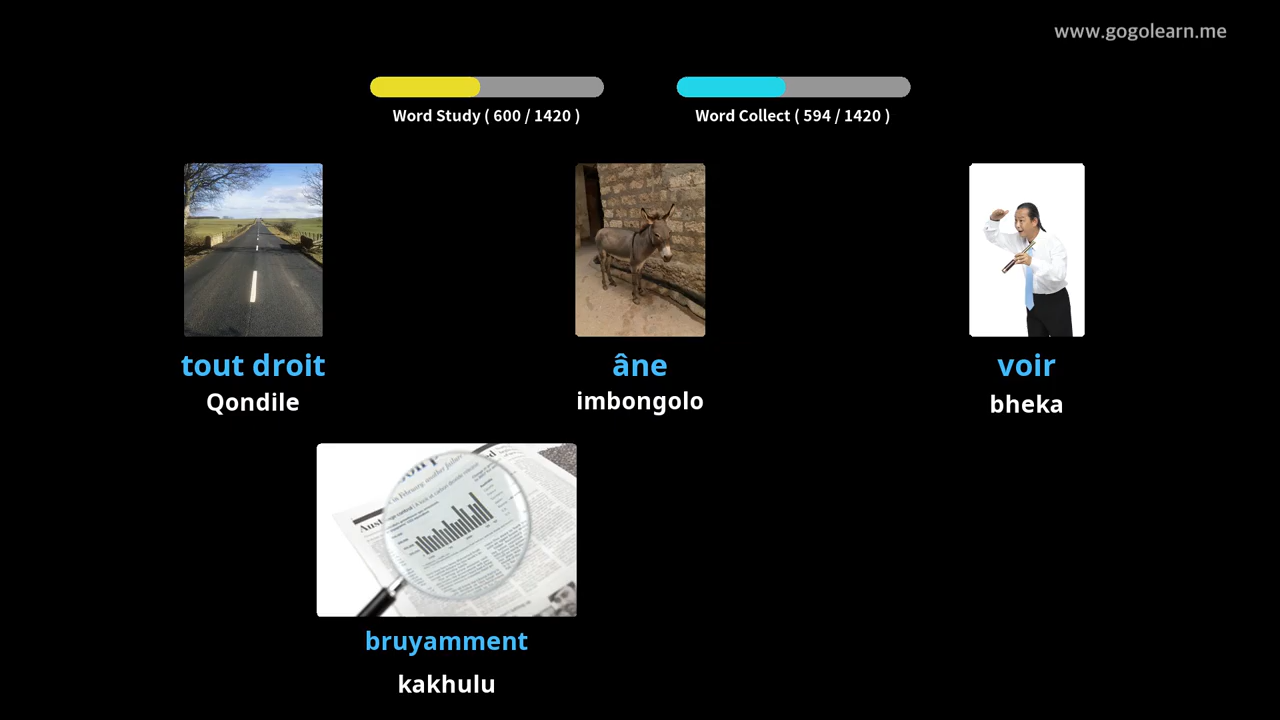 www.gogolearn.me
Word Study ( 600 / 1420 )
Word Collect ( 594 / 1420 )
tout droit
Qondile
âne
imbongolo
voir
bheka
bruyamment
kakhulu